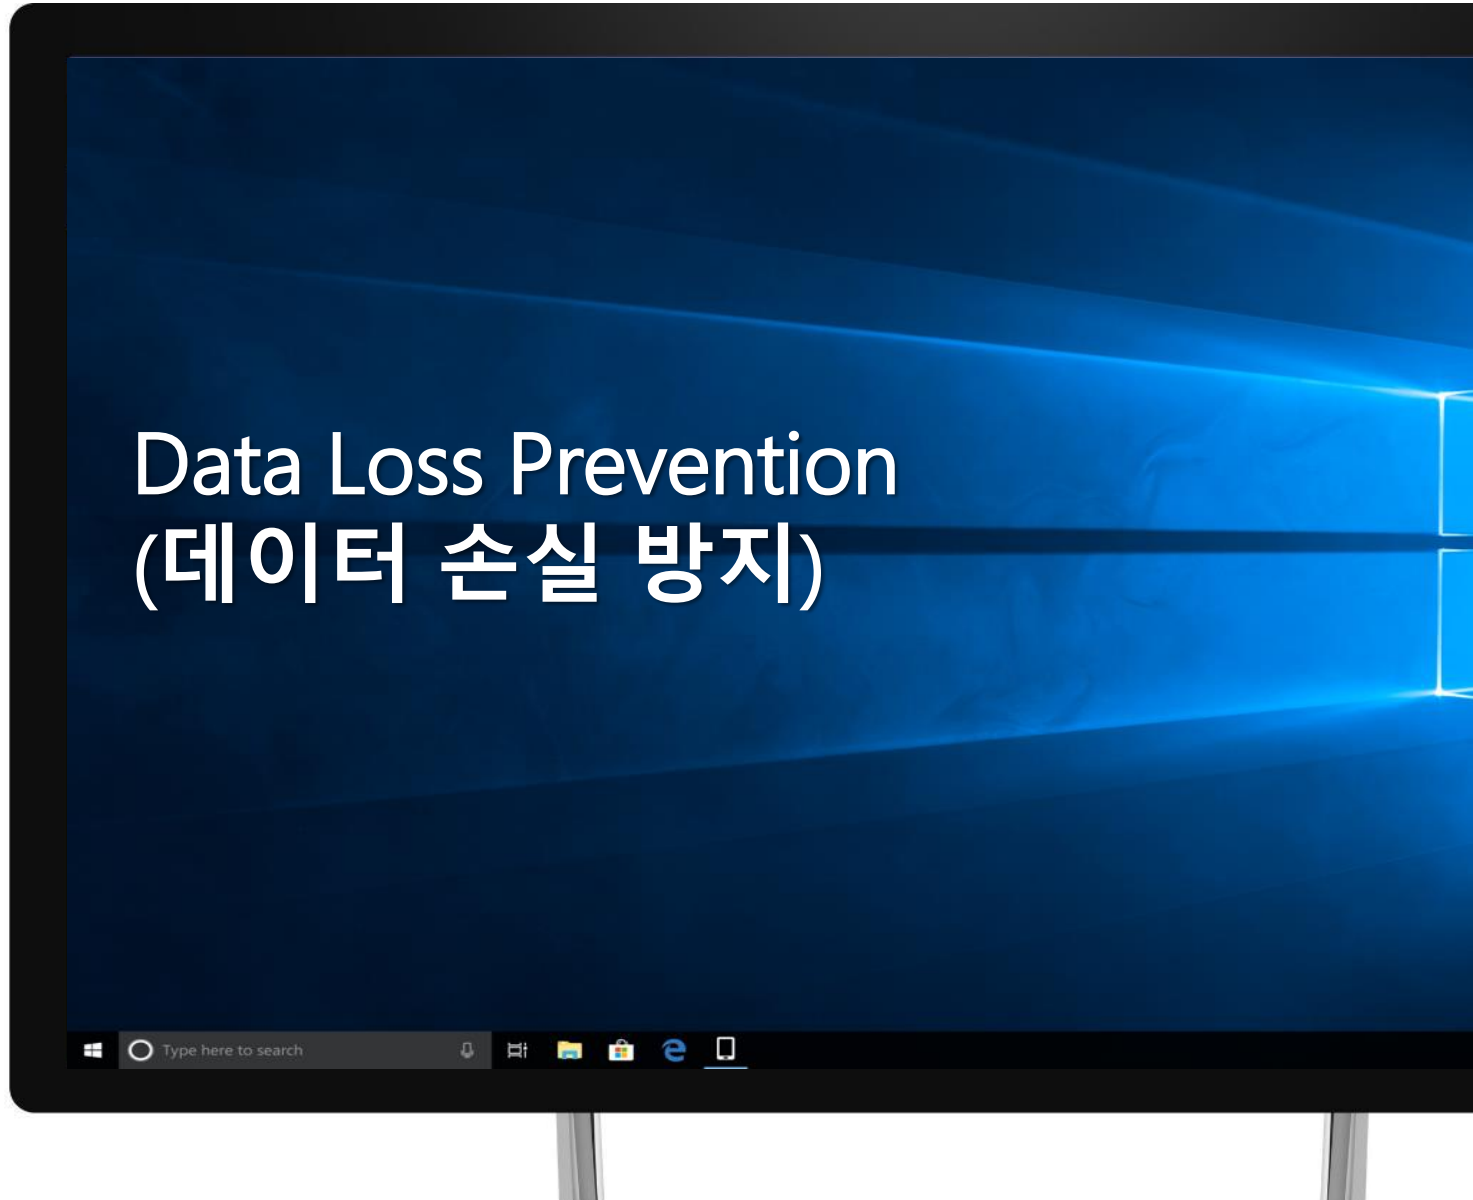 Data Loss Prevention
(데이터 손실 방지)
Type here to search